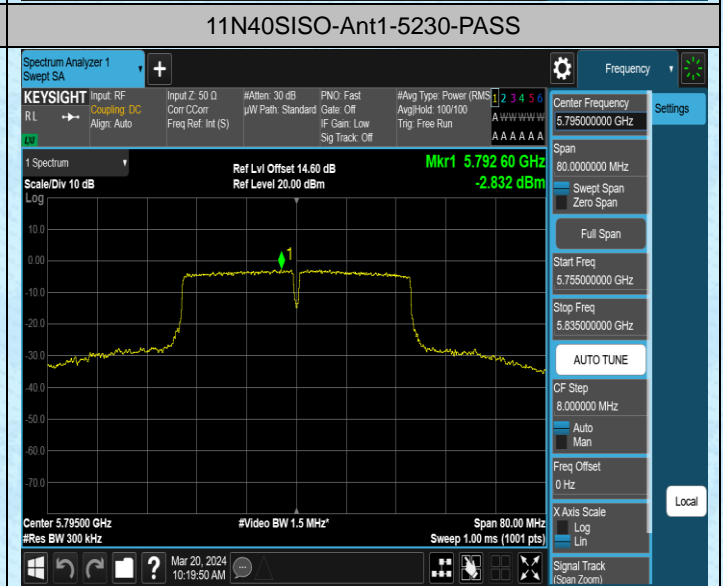 11N40SISO-Ant1-5230-PASS
Spectrum Analyzer 1
Swept SA
Frequency
KEYSIGHT
RL
Input: RF
Coupling: DC
Align: Auto
Input Z: 50 Ω
Corr CCorr
Freq Ref: Int (S)
#Atten: 30 dB
µW Path: Standard
PNO: Fast
Gate: Off
IF Gain: Low
Sig Track: Off
#Avg Type: Power (RMS
Avg|Hold: 100/100
Trig: Free Run
1 2 3 4 5 6
A W W W W W
A A A A A A
1 Spectrum
Scale/Div 10 dB
Log
Ref Lvl Offset 14.60 dB
Ref Level 20.00 dBm
Mkr1 5.792 60 GHz
-2.832 dBm
10.0
0.00
-10.0
-20.0
-30.0
-40.0
-50.0
-60.0
-70.0
1
Center 5.79500 GHz
#Res BW 300 kHz
#Video BW 1.5 MHz*
Span 80.00 MHz
Sweep 1.00 ms (1001 pts)
Center Frequency
5.795000000 GHz
Settings
Span
80.0000000 MHz
Swept Span
Zero Span
Full Span
Start Freq
5.755000000 GHz
Stop Freq
5.835000000 GHz
AUTO TUNE
CF Step
8.000000 MHz
Auto
Man
Freq Offset
0 Hz
X Axis Scale
Log
Lin
Local
Signal Track
(Span Zoom)
?
Mar 20, 2024
10:19:50 AM